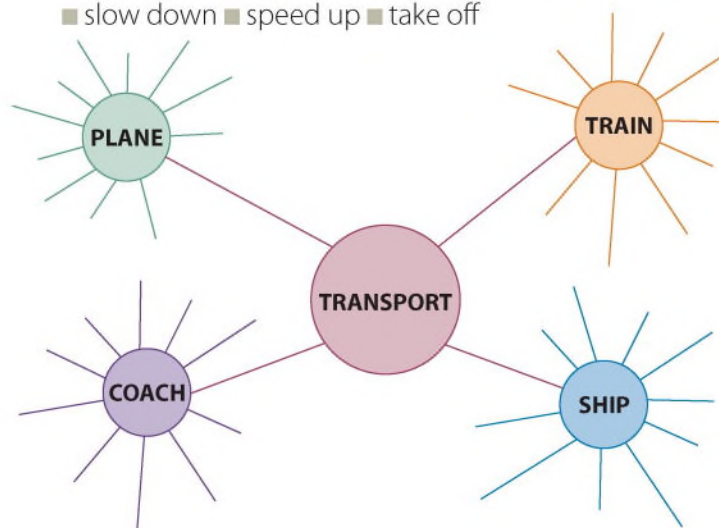 ■ slow down ■ speed up ■ take off
PLANE
TRAIN
TRANSPORT
COACH
SHIP